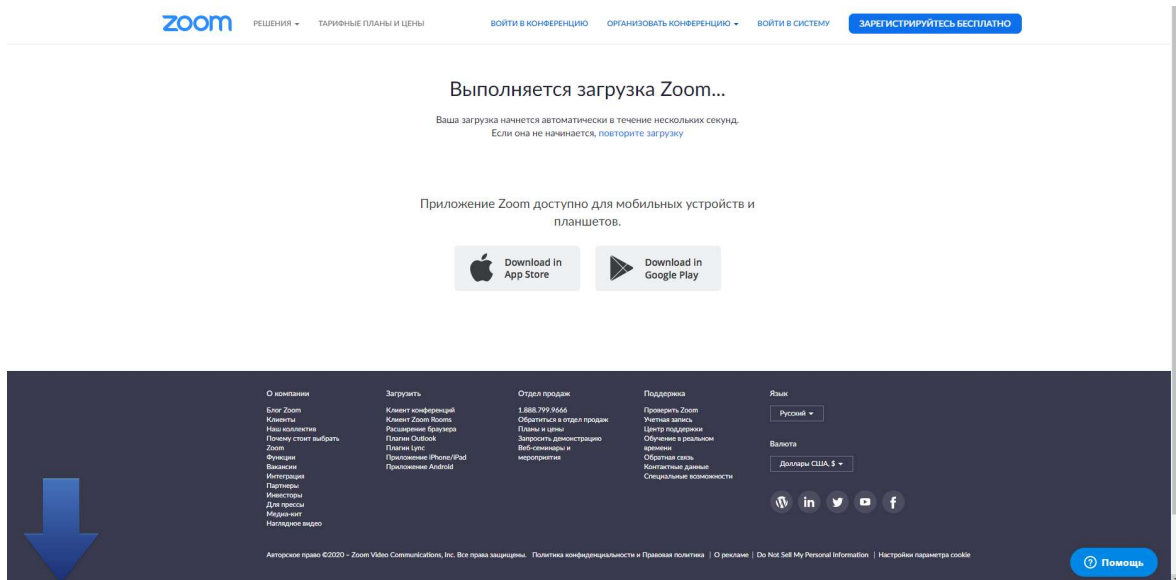 zoom РЕШЕНИЯ ТАРИФНЫЕ ПЛАНЫ И ЦЕНЫ ВОЙТИ В КОНФЕРЕНЦИЮ ОРГАНИЗОВАТЬ КОНФЕРЕНЦИЮ ВОЙТИ В СИСТЕМУ ЗАРЕГИСТРИРУЙТЕСЬ БЕСПЛАТНО
Выполняется загрузка Zoom...
Ваша загрузка начнется автоматически в течение нескольких секунд.
Если она не начинается, повторите загрузку
Приложение Zoom доступно для мобильных устройств и
планшетов.
Download in
App Store
Download in
Google Play
О компании
Блог Zoom
Клиенты
Наш коллектив
Почему стоит выбрать
Zoom
Функции
Вакансии
Интеграция
Партнеры
Инвесторы
Для прессы
Медиа-кит
Наглядное видео
Загрузить
Клиент конференций
Клиент Zoom Rooms
Расширение браузера
Плагин Outlook
Плагин Lync
Приложение iPhone/iPad
Приложение Android
Отдел продаж
1.888.799.9666
Обратиться в отдел продаж
Планы и цены
Запросить демонстрацию
Веб-семинары и
мероприятия
Поддержка
Проверить Zoom
Учетная запись
Центр поддержки
Обучение в реальном
времени
Обратная связь
Контактные данные
Специальные возможности
Язык
Русский
Валюта
Доллары США, $
Авторское право ©2020 – Zoom Video Communications, Inc. Все права защищены. Политика конфиденциальности и Правовая политика | О рекламе | Do Not Sell My Personal Information | Настройки параметра cookie
Помощь